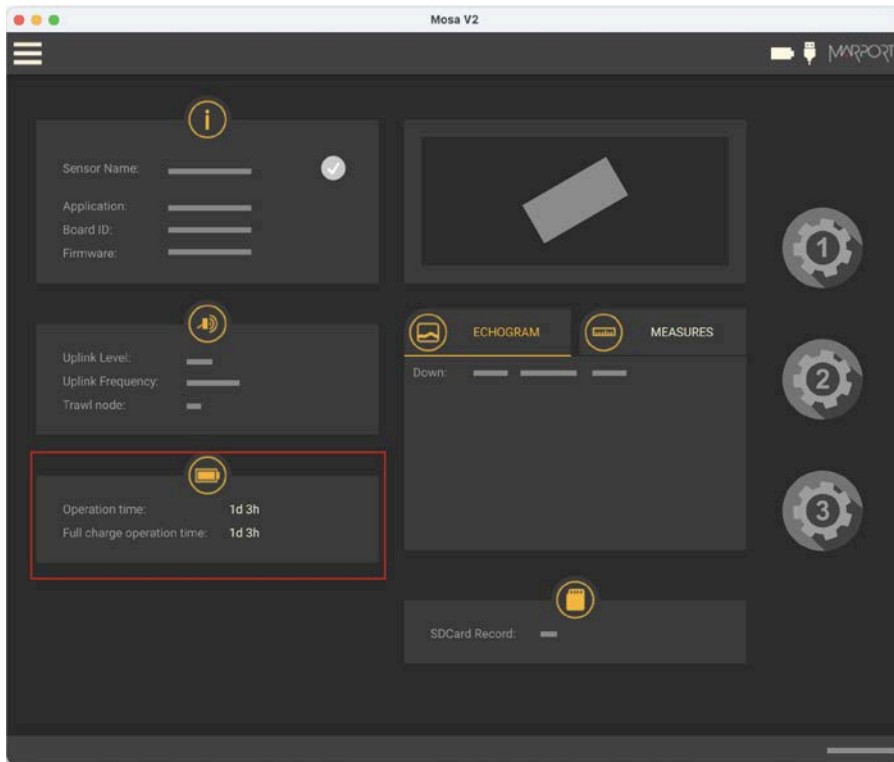 Mosa V2
MARPORT
i
Sensor Name:
Application:
Board ID:
Firmware:
1
Uplink Level:
Uplink Frequency:
Trawl node:
ECHOGRAM
MEASURES
Down:
2
Operation time: 1d 3h
Full charge operation time: 1d 3h
3
SDCard Record: